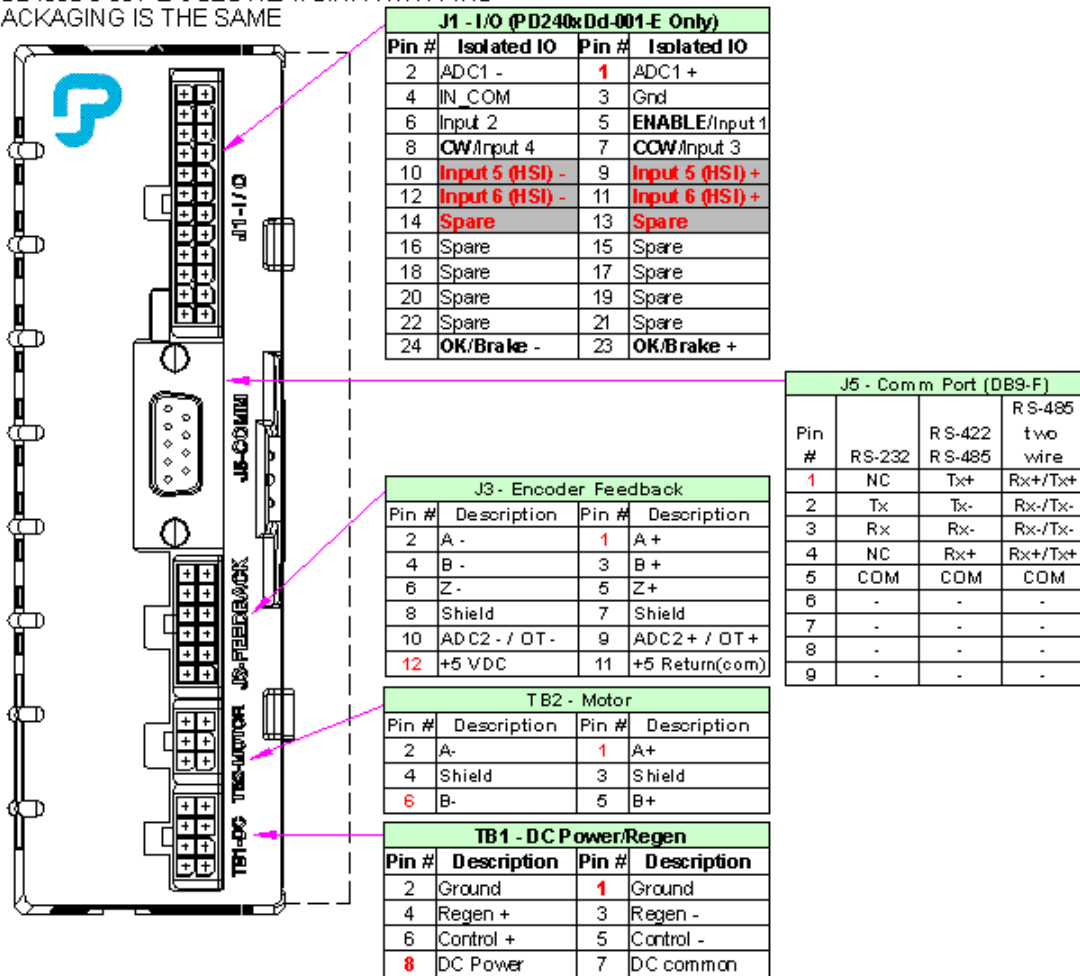 ACKAGING IS THE SAME
J1 - I/O (PD240xDd-001-E Only)
Pin # Isolated IO Pin # Isolated IO
2 ADC1 - 1 ADC1 +
4 IN_COM 3 Gnd
6 Input 2 5 ENABLE/Input 1
8 CW/Input 4 7 CCW/Input 3
10 Input 5 (HSI) - 9 Input 5 (HSI) +
12 Input 6 (HSI) - 11 Input 6 (HSI) +
14 Spare 13 Spare
16 Spare 15 Spare
18 Spare 17 Spare
20 Spare 19 Spare
22 Spare 21 Spare
24 OK/Brake - 23 OK/Brake +
J1-I/O
J5-COMM
J3-FEEDBACK
TB2-MOTOR
TB1-DC
J5 - Comm Port (DB9-F)
Pin # RS-232 RS-422 RS-485 RS-485 two wire
1 NC Tx+ Rx+/Tx+
2 Tx Tx- Rx-/Tx-
3 Rx Rx- Rx-/Tx-
4 NC Rx+ Rx+/Tx+
5 COM COM COM
6 - - -
7 - - -
8 - - -
9 - - -
J3 - Encoder Feedback
Pin # Description Pin # Description
2 A - 1 A +
4 B - 3 B +
6 Z - 5 Z+
8 Shield 7 Shield
10 ADC2 - / OT - 9 ADC2 + / OT +
12 +5 VDC 11 +5 Return(com)
TB2 - Motor
Pin # Description Pin # Description
2 A- 1 A+
4 Shield 3 Shield
6 B- 5 B+
TB1 - DC Power/Regen
Pin # Description Pin # Description
2 Ground 1 Ground
4 Regen + 3 Regen -
6 Control + 5 Control -
8 DC Power 7 DC common